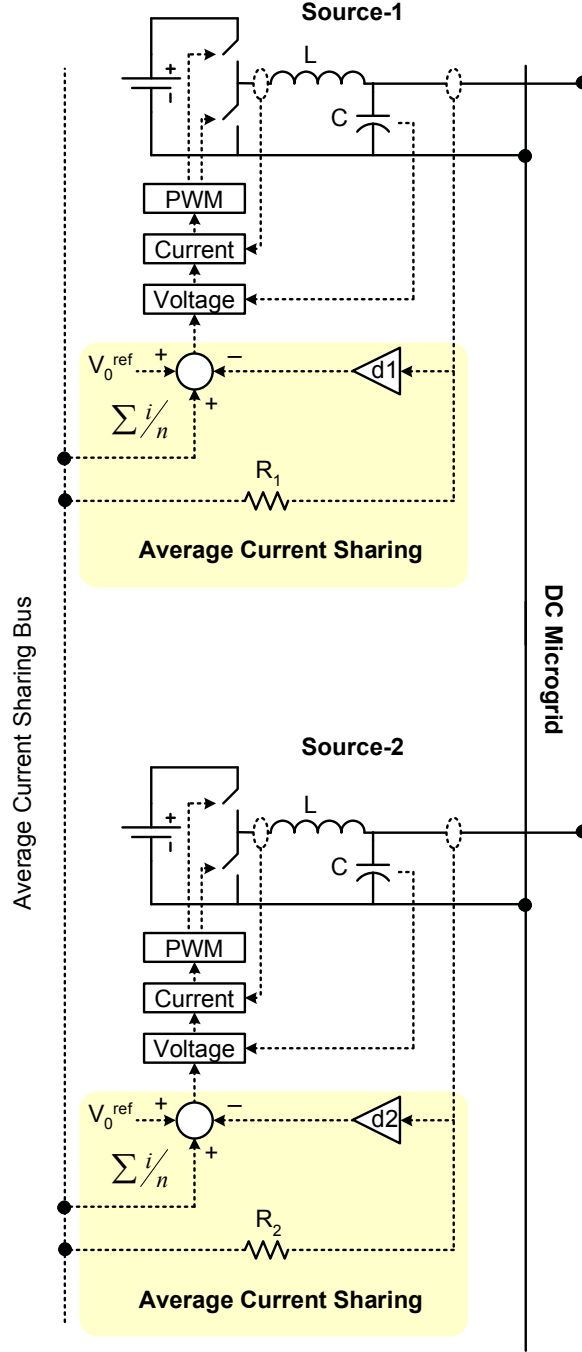 Source-1
+
L
C
PWM
Current
Voltage
V₀ʳᵉᶠ
+
−
d1
+
∑ i/n
R₁
Average Current Sharing
Average Current Sharing Bus
DC Microgrid
Source-2
+
L
C
PWM
Current
Voltage
V₀ʳᵉᶠ
+
−
d2
+
∑ i/n
R₂
Average Current Sharing